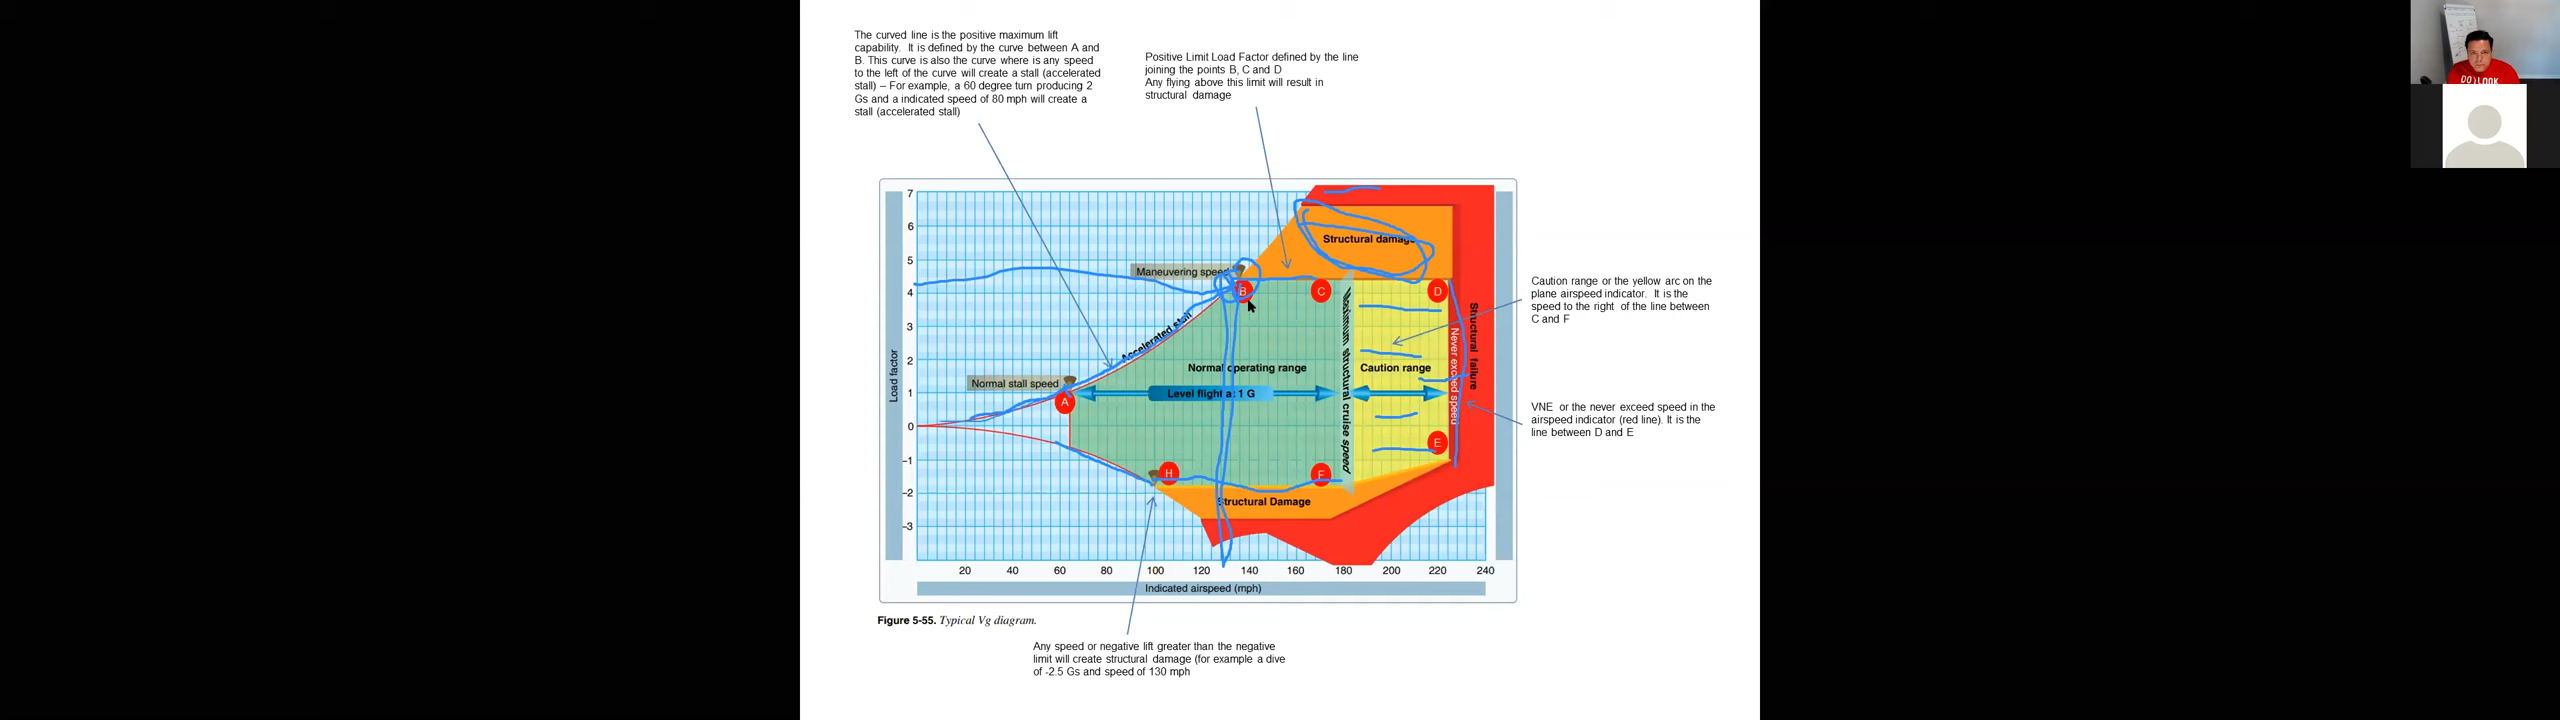 The curved line is the positive maximum lift
capability. It is defined by the curve between A and
B. This curve is also the curve where is any speed
to the left of the curve will create a stall (accelerated
stall) – For example, a 60 degree turn producing 2
Gs and a indicated speed of 80 mph will create a
stall (accelerated stall)
Positive Limit Load Factor defined by the line
joining the points B, C and D
Any flying above this limit will result in
structural damage
DO LOOK
7
6
5
4
3
2
1
0
–1
–2
–3
Load factor
Structural damage
Maneuvering speed
B
C
D
Accelerated stall
Normal stall speed
A
Normal operating range
Level flight at 1 G
Maximum structural cruise speed
Caution range
Never exceed speed
Structural failure
E
H
F
Structural Damage
20 40 60 80 100 120 140 160 180 200 220 240
Indicated airspeed (mph)
Caution range or the yellow arc on the
plane airspeed indicator. It is the
speed to the right of the line between
C and F
VNE or the never exceed speed in the
airspeed indicator (red line). It is the
line between D and E
Figure 5-55. Typical Vg diagram.
Any speed or negative lift greater than the negative
limit will create structural damage (for example a dive
of -2.5 Gs and speed of 130 mph